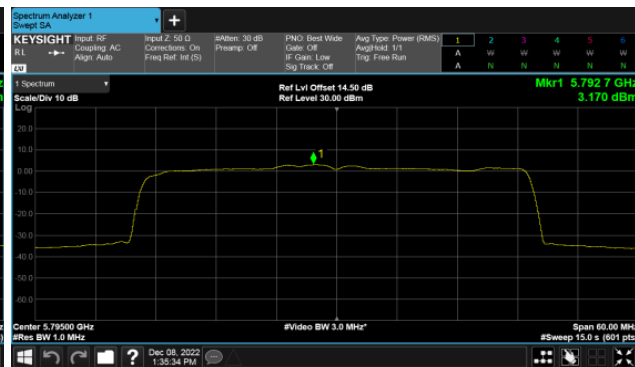 Spectrum Analyzer 1
Swept SA
+
KEYSIGHT Input: RF Input Z: 50 Ω #Atten: 30 dB PNO: Best Wide Avg Type: Power (RMS) 1 2 3 4 5 6
RL Coupling: AC Corrections: On Preamp: Off Gate: Off Avg|Hold: 1/1 A W W W W W
Align: Auto Freq Ref: Int (S) IF Gain: Low Trig: Free Run
LXI Sig Track: Off A N N N N N
1 Spectrum Ref Lvl Offset 14.50 dB Mkr1 5.792 7 GHz
Scale/Div 10 dB Ref Level 30.00 dBm 3.170 dBm
Log
20.0
10.0
1
0.00
-10.0
-20.0
-30.0
-40.0
-50.0
-60.0
Center 5.79500 GHz #Video BW 3.0 MHz* Span 60.00 MHz
#Res BW 1.0 MHz #Sweep 15.0 s (601 pts)
? Dec 08, 2022
1:35:34 PM